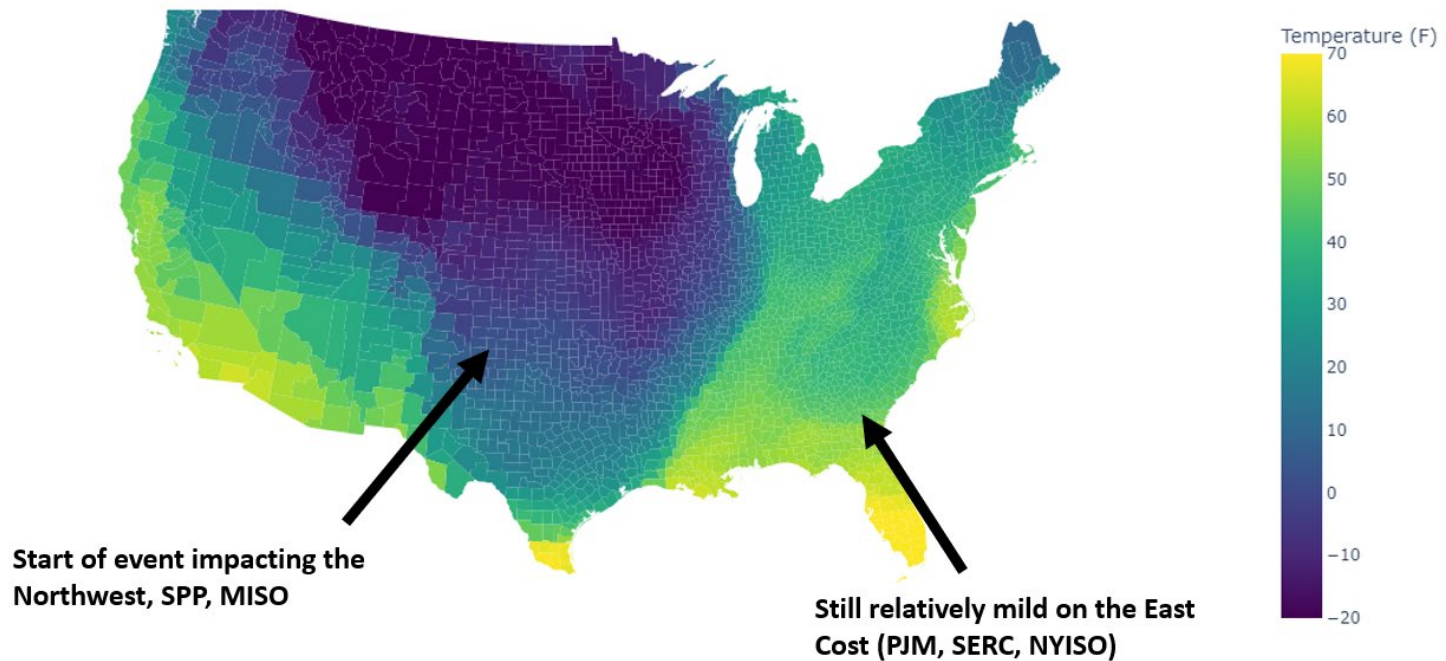 Temperature (F)
70
60
50
40
30
20
10
0
−10
−20
Start of event impacting the
Northwest, SPP, MISO
Still relatively mild on the East
Cost (PJM, SERC, NYISO)